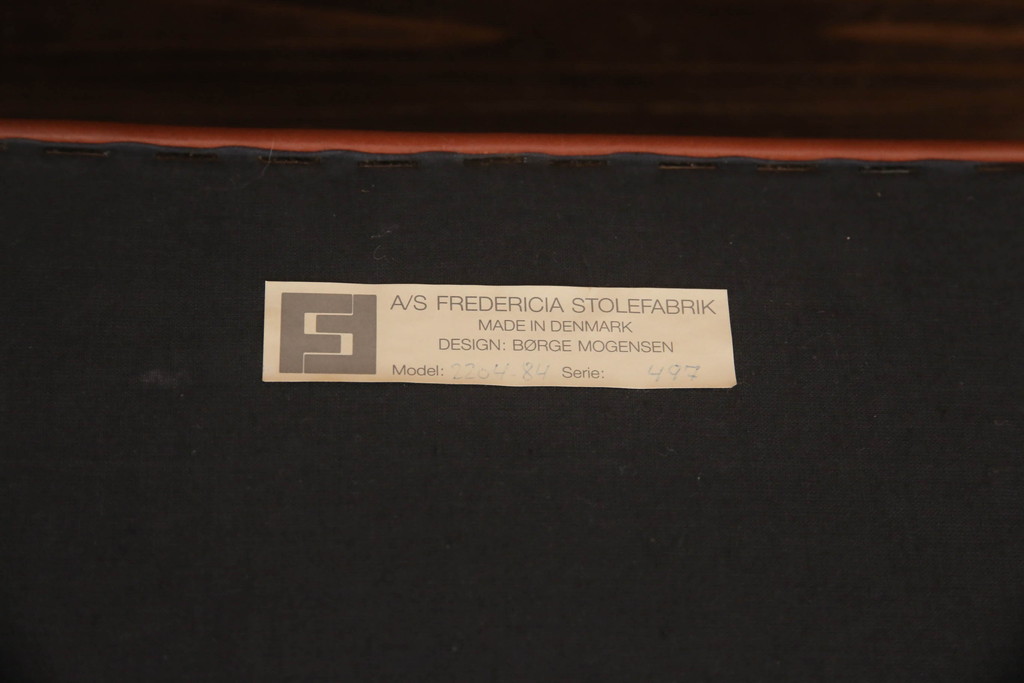 A/S FREDERICIA STOLEFABRIK
MADE IN DENMARK
DESIGN: BØRGE MOGENSEN
Model: 2204-84 Serie: 497